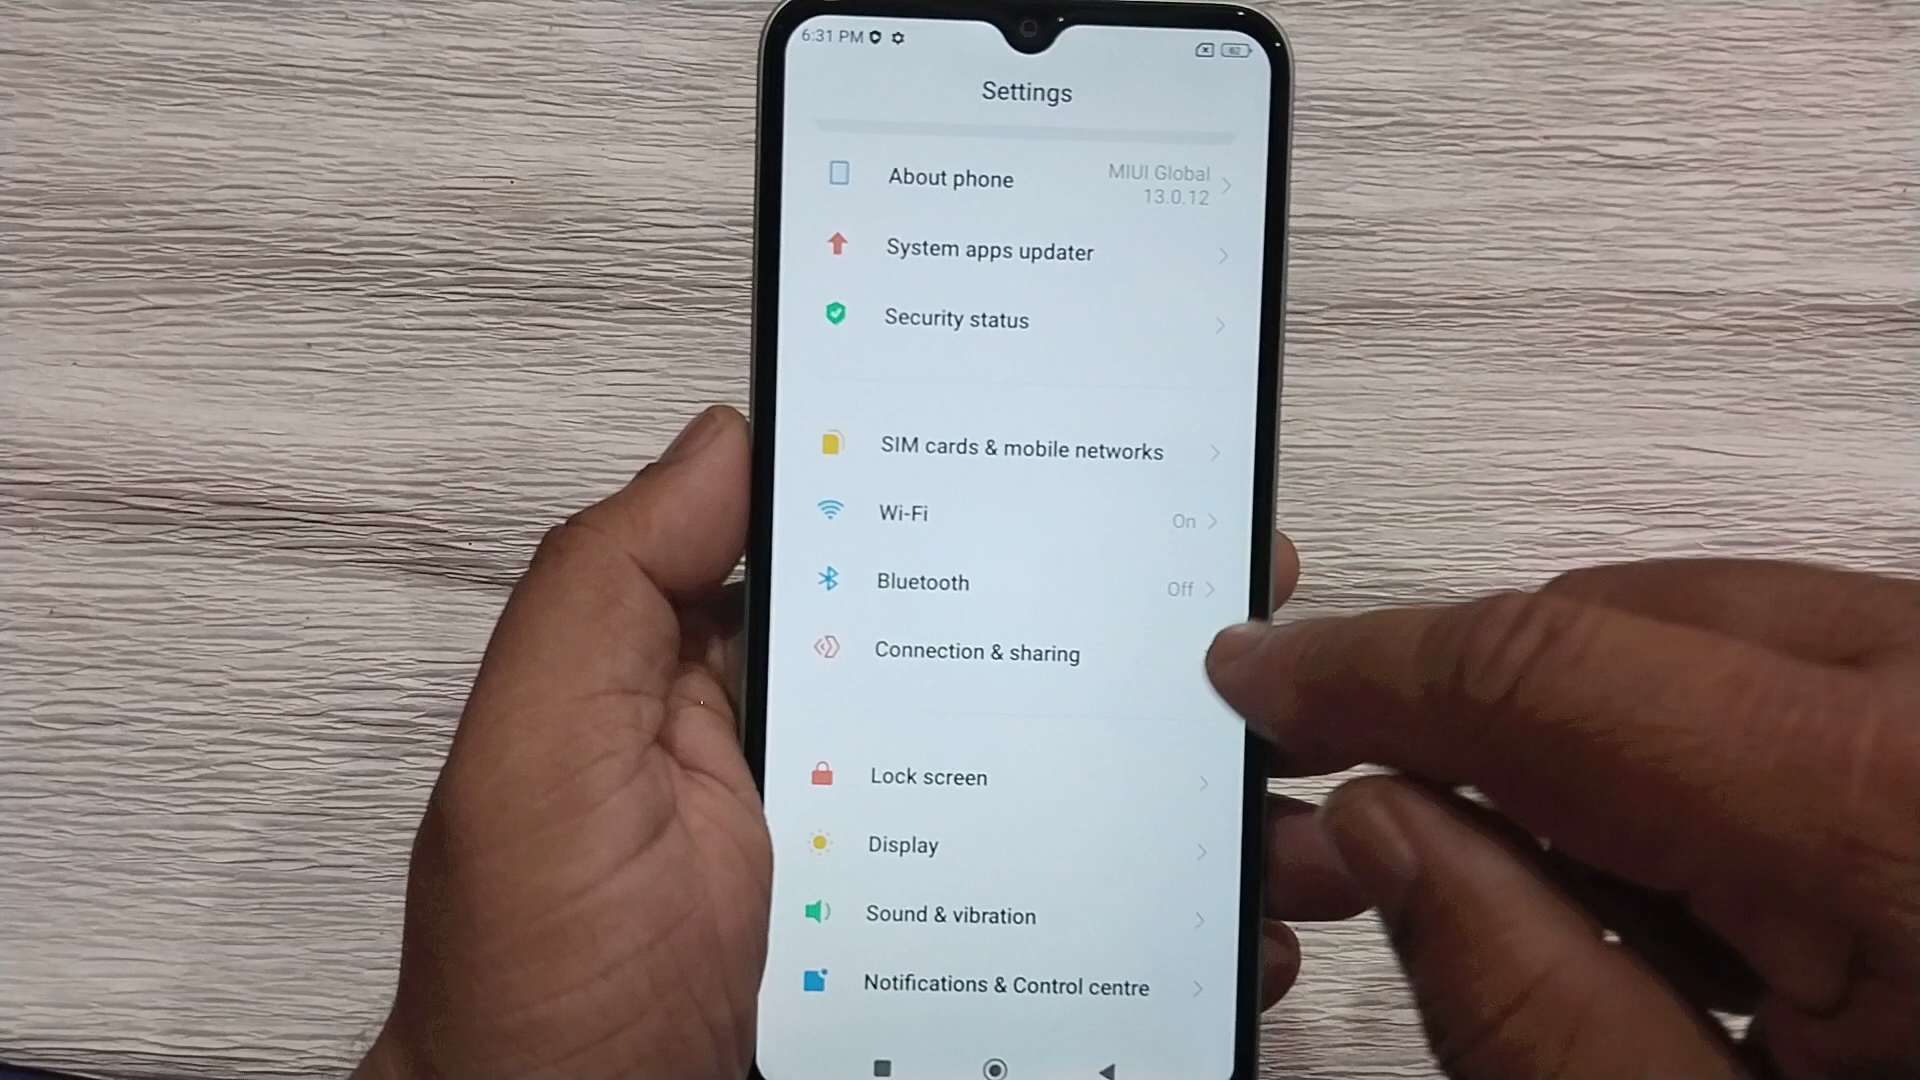 6:31 PM
62
Settings
About phone
MIUI Global
13.0.12
System apps updater
Security status
SIM cards & mobile networks
Wi-Fi
On
Bluetooth
Off
Connection & sharing
Lock screen
Display
Sound & vibration
Notifications & Control centre